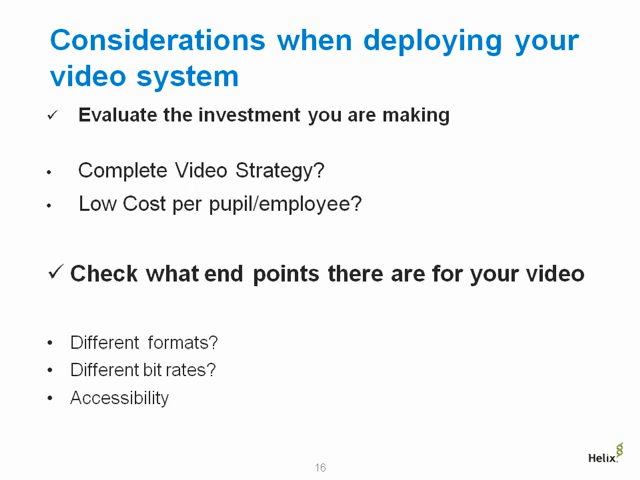 Considerations when deploying your
video system
✓ Evaluate the investment you are making
• Complete Video Strategy?
• Low Cost per pupil/employee?
✓ Check what end points there are for your video
• Different formats?
• Different bit rates?
• Accessibility
Helix
16